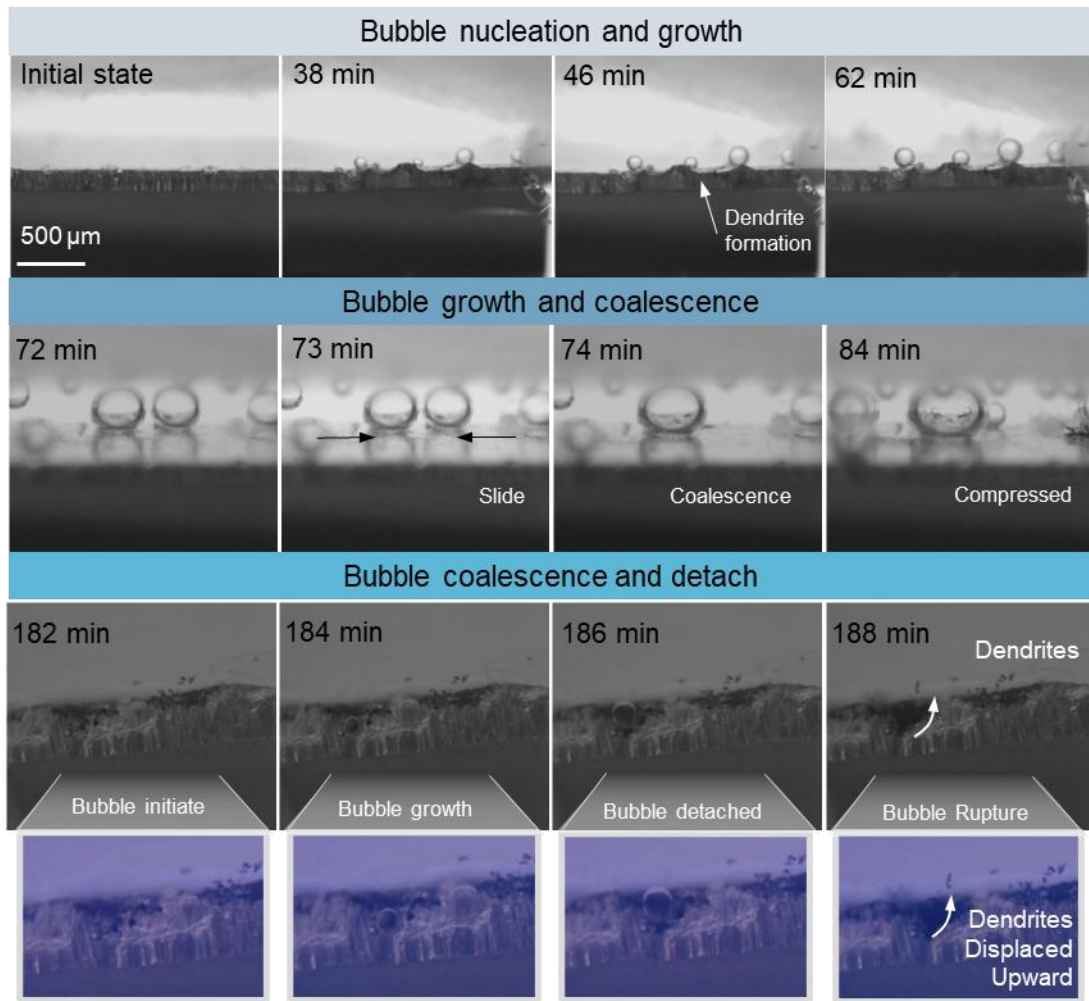 Bubble nucleation and growth
Initial state
38 min
46 min
62 min
500 µm
Dendrite
formation
Bubble growth and coalescence
72 min
73 min
74 min
84 min
Slide
Coalescence
Compressed
Bubble coalescence and detach
182 min
184 min
186 min
188 min
Dendrites
Bubble initiate
Bubble growth
Bubble detached
Bubble Rupture
Dendrites
Displaced
Upward